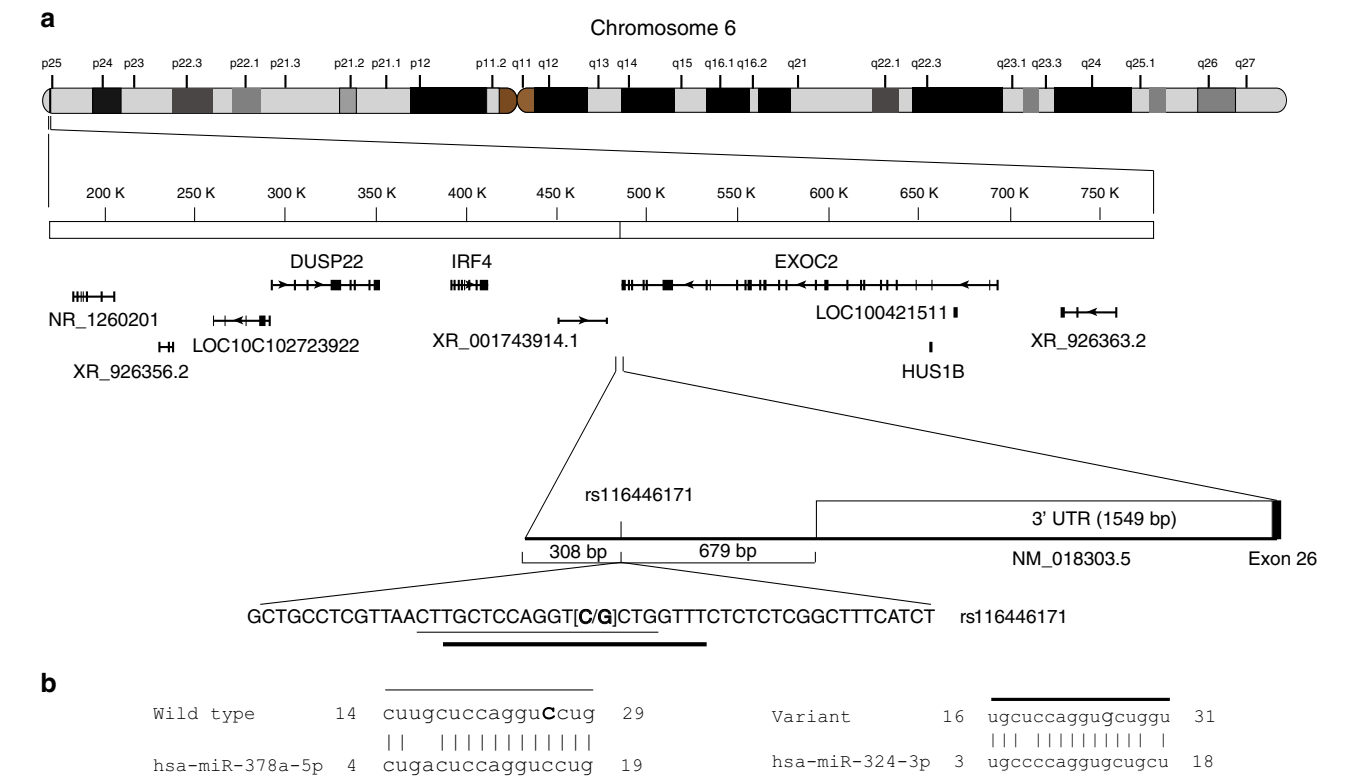 a
Chromosome 6
p25 p24 p23 p22.3 p22.1 p21.3 p21.2 p21.1 p12 p11.2 q11 q12 q13 q14 q15 q16.1 q16.2 q21 q22.1 q22.3 q23.1 q23.3 q24 q25.1 q26 q27
200 K 250 K 300 K 350 K 400 K 450 K 500 K 550 K 600 K 650 K 700 K 750 K
DUSP22 IRF4 EXOC2
NR_1260201 LOC100421511
LOC10C102723922 XR_001743914.1 XR_926363.2
XR_926356.2 HUS1B
rs116446171
3' UTR (1549 bp)
308 bp 679 bp NM_018303.5 Exon 26
GCTGCCTCGTTAACTTGCTCCAGGT[C/G]CTGGTTTCTCTCTCGGCTTTCATCT rs116446171
b
Wild type 14 cuugcuccagguCcug 29
hsa-miR-378a-5p 4 cugacuccagguccug 19
Variant 16 ugcuccaggugcuggu 31
hsa-miR-324-3p 3 ugccccaggugcugcu 18